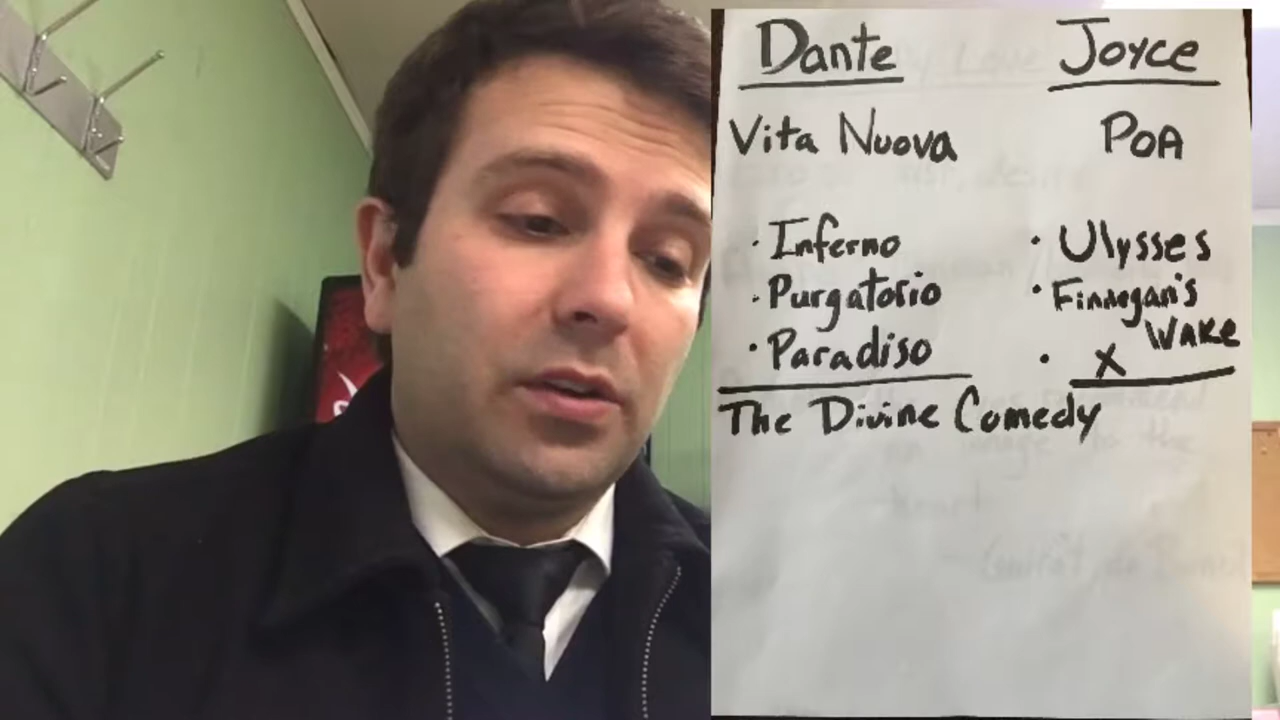 Dante Joyce
Vita Nuova POA
· Inferno · Ulysses
· Purgatorio · Finnegan's
Wake
· Paradiso · X
The Divine Comedy